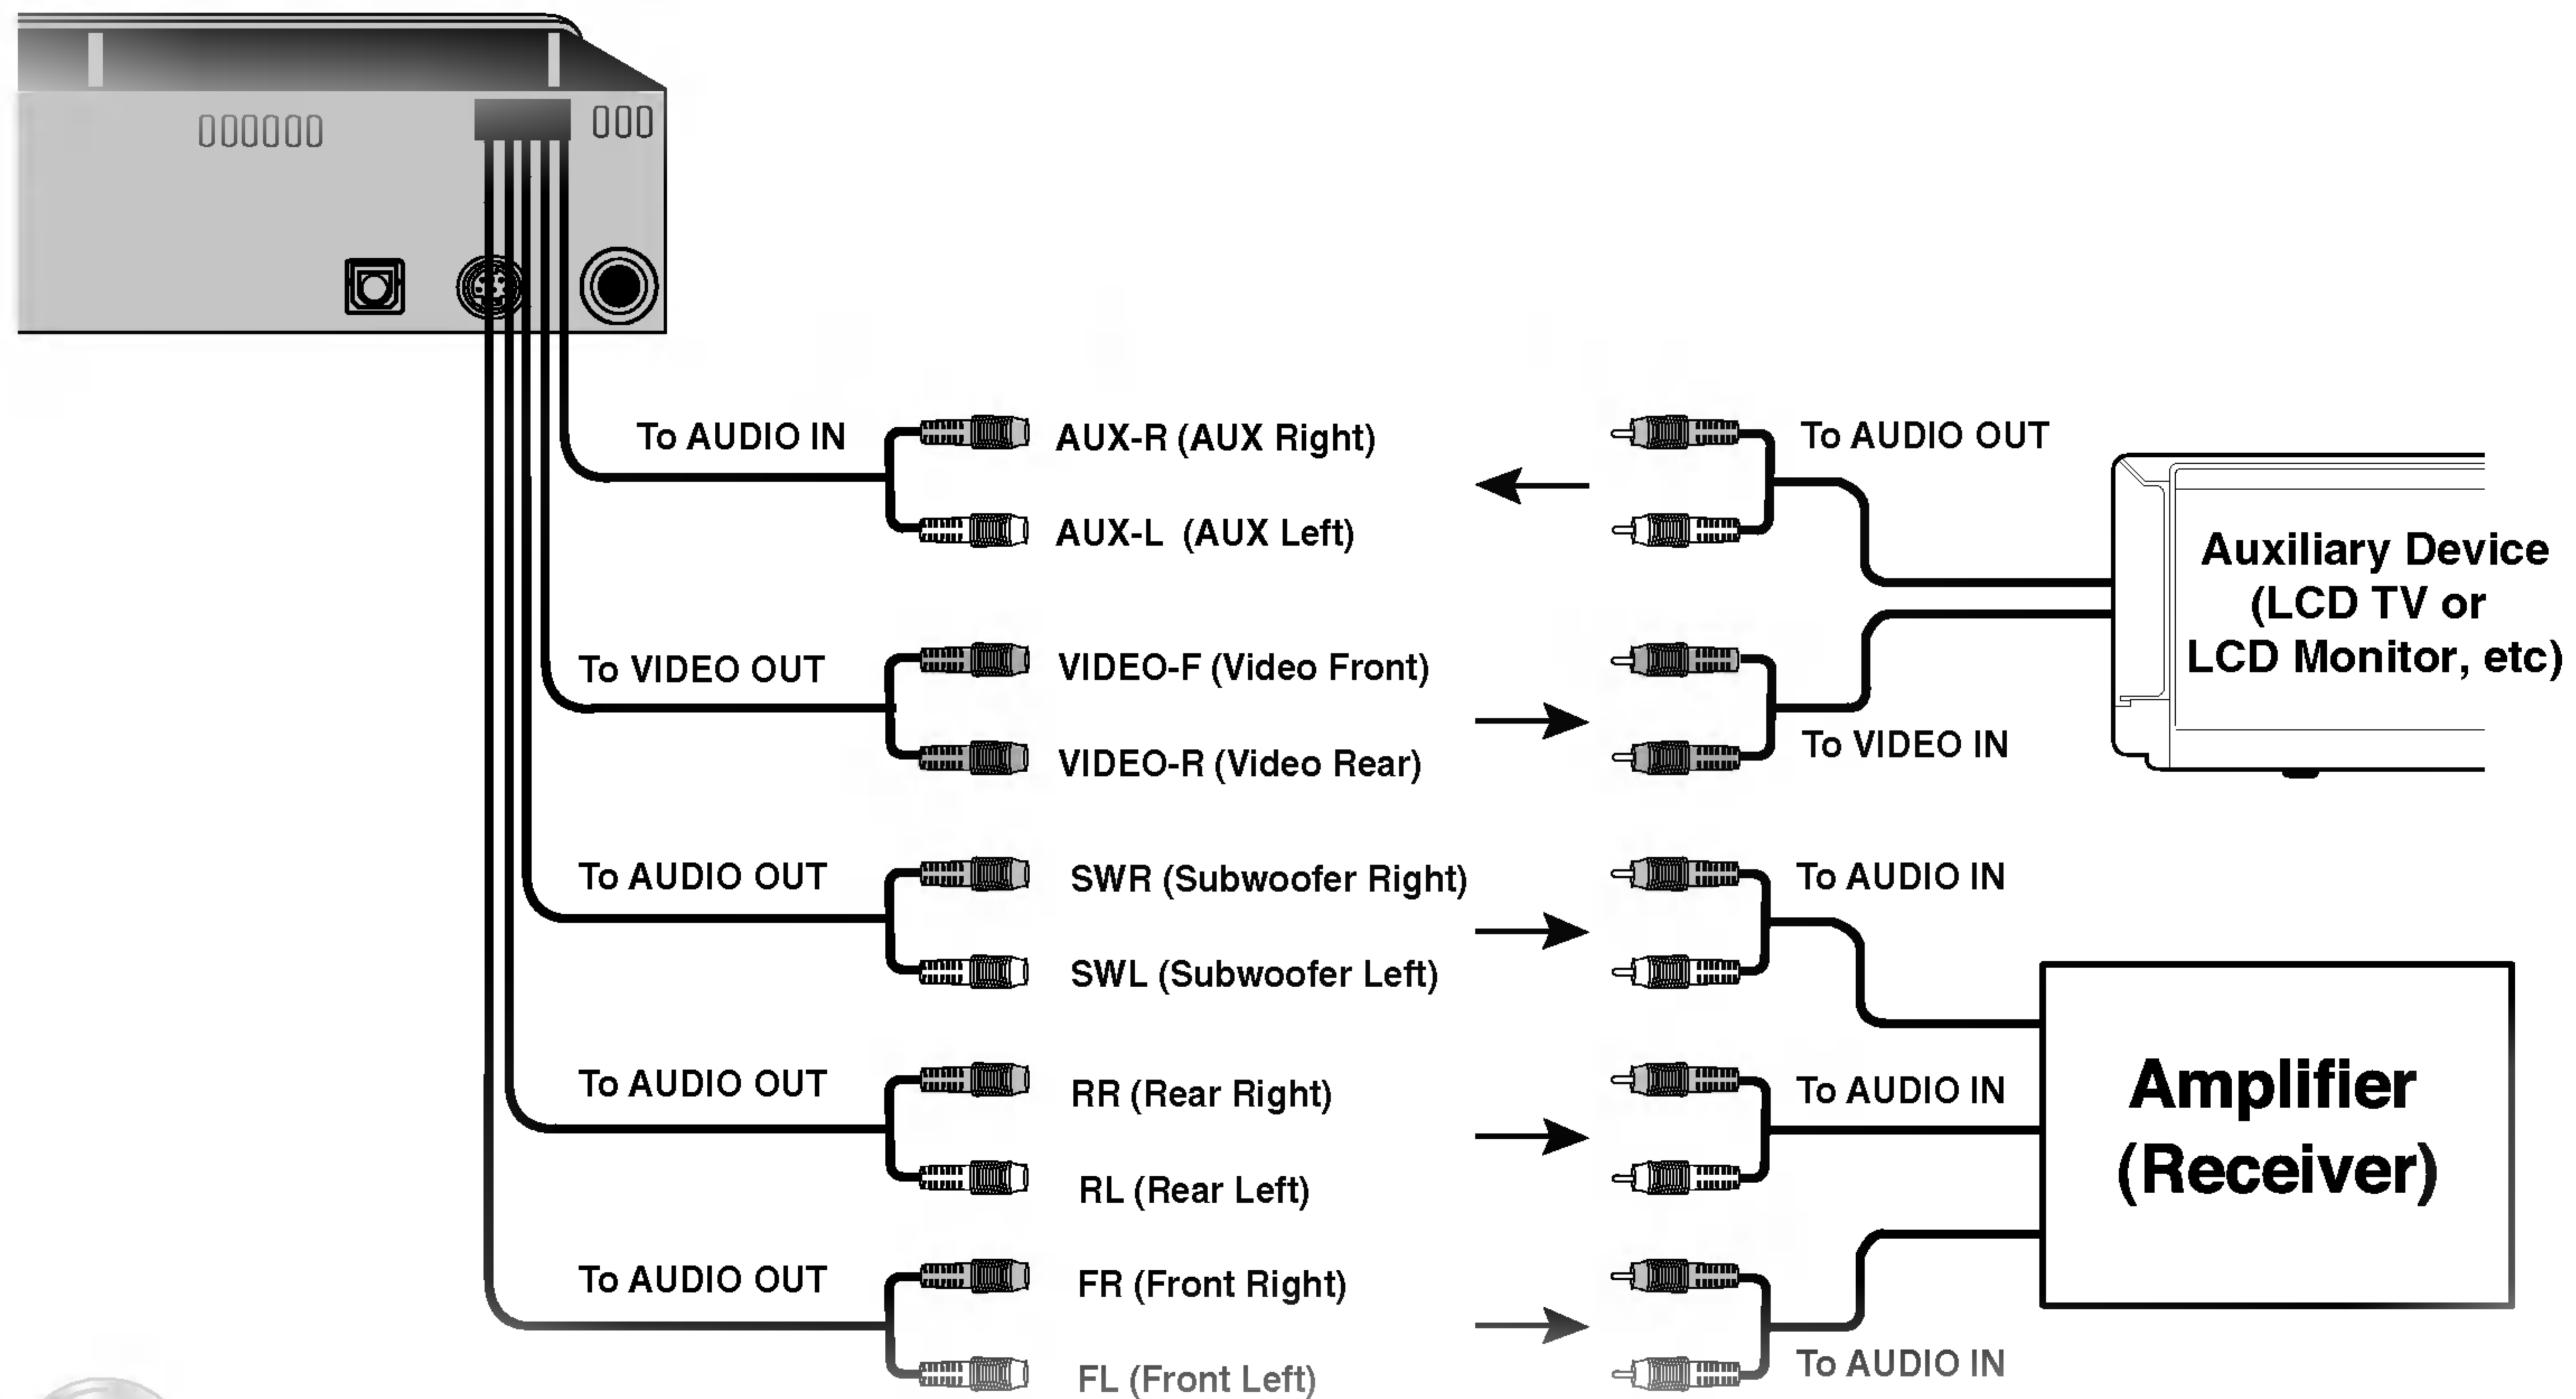 To AUDIO IN
AUX-R (AUX Right)
AUX-L (AUX Left)
To AUDIO OUT
Auxiliary Device
(LCD TV or
LCD Monitor, etc)
To VIDEO OUT
VIDEO-F (Video Front)
VIDEO-R (Video Rear)
To VIDEO IN
To AUDIO OUT
SWR (Subwoofer Right)
SWL (Subwoofer Left)
To AUDIO IN
To AUDIO OUT
RR (Rear Right)
RL (Rear Left)
To AUDIO IN
Amplifier
(Receiver)
To AUDIO OUT
FR (Front Right)
FL (Front Left)
To AUDIO IN